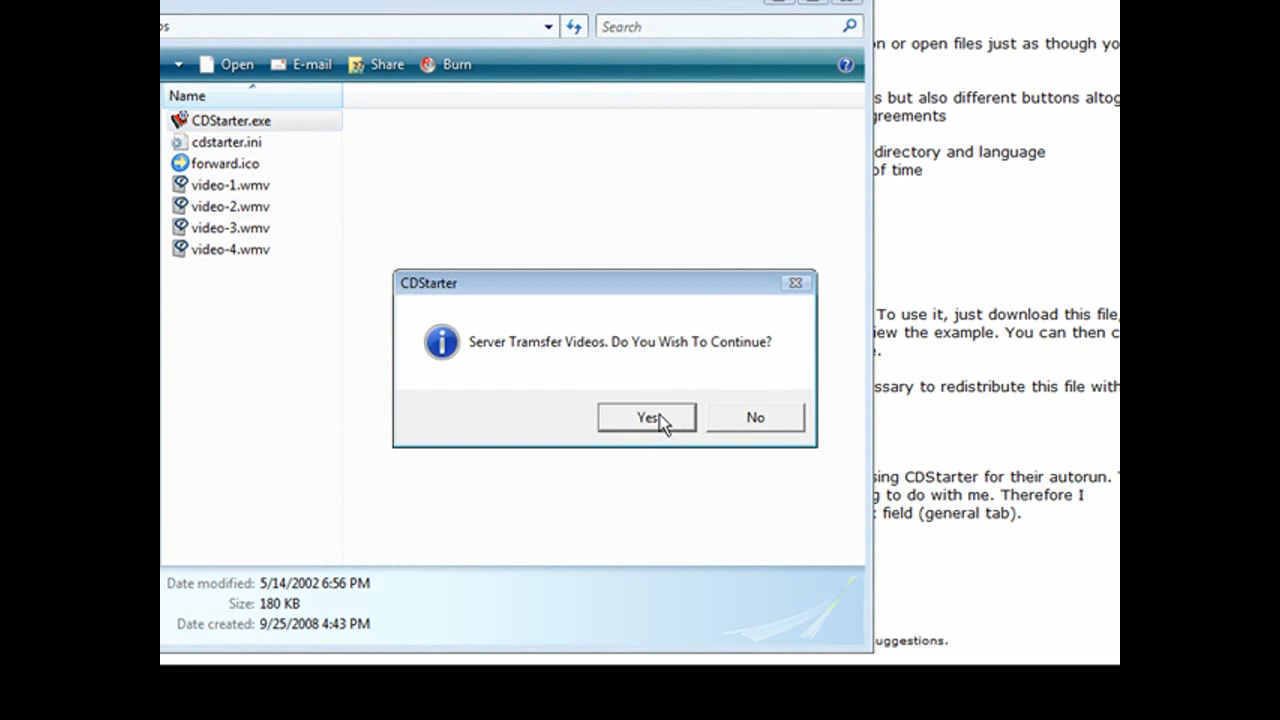 os
Search
Open
E-mail
Share
Burn
Name
CDStarter.exe
cdstarter.ini
forward.ico
video-1.wmv
video-2.wmv
video-3.wmv
video-4.wmv
CDStarter
Server Tramsfer Videos. Do You Wish To Continue?
Yes
No
Date modified: 5/14/2002 6:56 PM
Size: 180 KB
Date created: 9/25/2008 4:43 PM
on or open files just as though yo
s but also different buttons altog
greements
directory and language
of time
To use it, just download this file,
iew the example. You can then c
e.
ssary to redistribute this file with
sing CDStarter for their autorun. T
g to do with me. Therefore I
field (general tab).
uggestions.